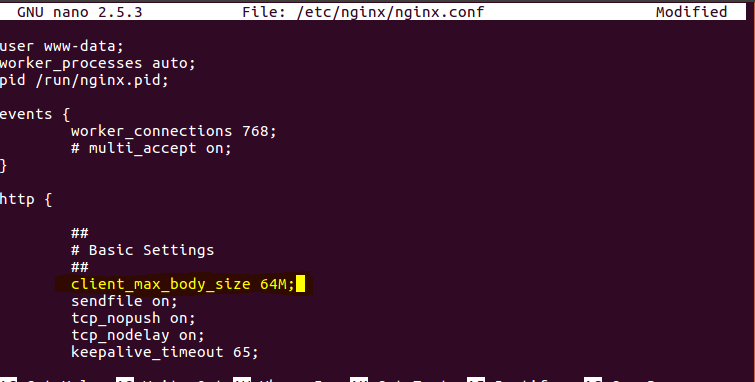 GNU nano 2.5.3 File: /etc/nginx/nginx.conf Modified
user www-data;
worker_processes auto;
pid /run/nginx.pid;
events {
worker_connections 768;
# multi_accept on;
}
http {
##
# Basic Settings
##
client_max_body_size 64M;
sendfile on;
tcp_nopush on;
tcp_nodelay on;
keepalive_timeout 65;